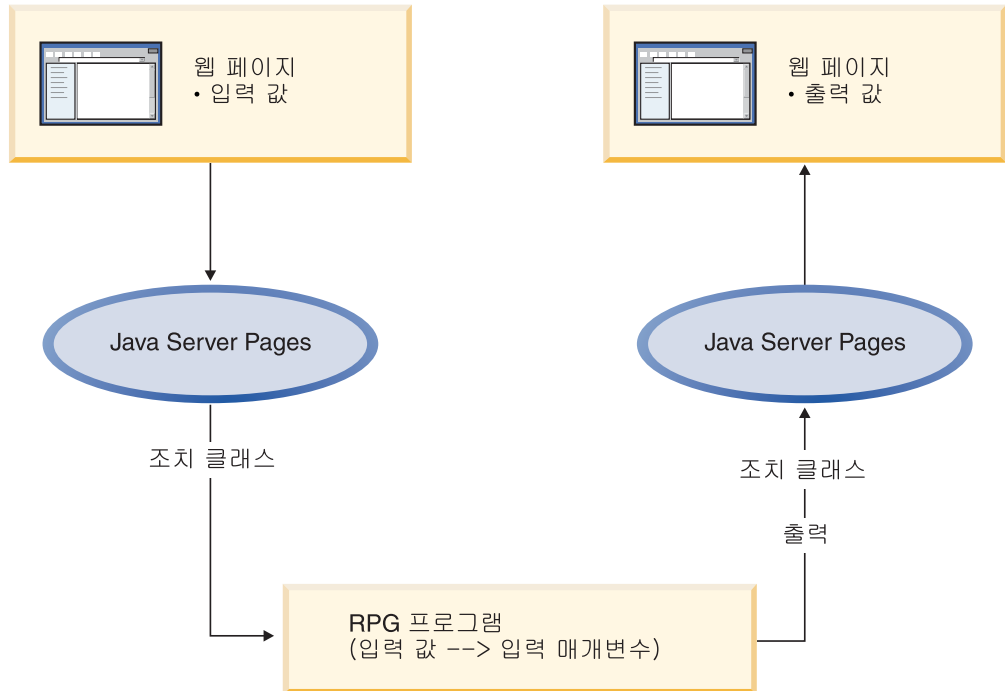 웹 페이지
• 입력 값
웹 페이지
• 출력 값
Java Server Pages
Java Server Pages
조치 클래스
조치 클래스
출력
RPG 프로그램
(입력 값 --> 입력 매개변수)